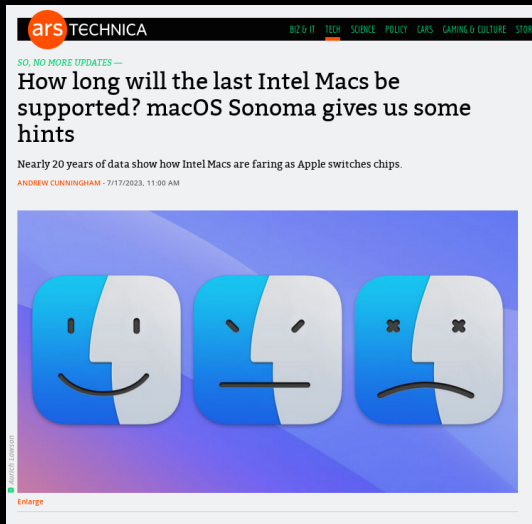 ars TECHNICA
BIZ & IT TECH SCIENCE POLICY CARS GAMING & CULTURE STOR
SO, NO MORE UPDATES —
How long will the last Intel Macs be
supported? macOS Sonoma gives us some
hints
Nearly 20 years of data show how Intel Macs are faring as Apple switches chips.
ANDREW CUNNINGHAM - 7/17/2023, 11:00 AM
Aurich Lawson
Enlarge